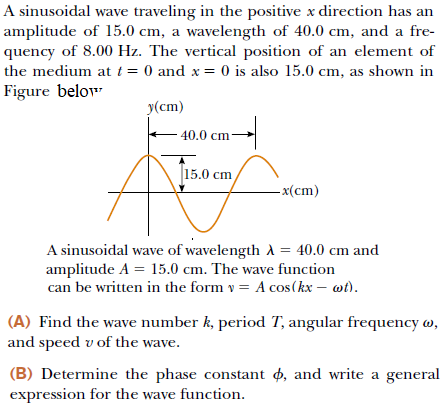 A sinusoidal wave traveling in the positive x direction has an
amplitude of 15.0 cm, a wavelength of 40.0 cm, and a fre-
quency of 8.00 Hz. The vertical position of an element of
the medium at t = 0 and x = 0 is also 15.0 cm, as shown in
Figure below
y(cm)
40.0 cm
15.0 cm
x(cm)
A sinusoidal wave of wavelength λ = 40.0 cm and
amplitude A = 15.0 cm. The wave function
can be written in the form y = A cos(kx − ωt).
(A) Find the wave number k, period T, angular frequency ω,
and speed v of the wave.
(B) Determine the phase constant ϕ, and write a general
expression for the wave function.